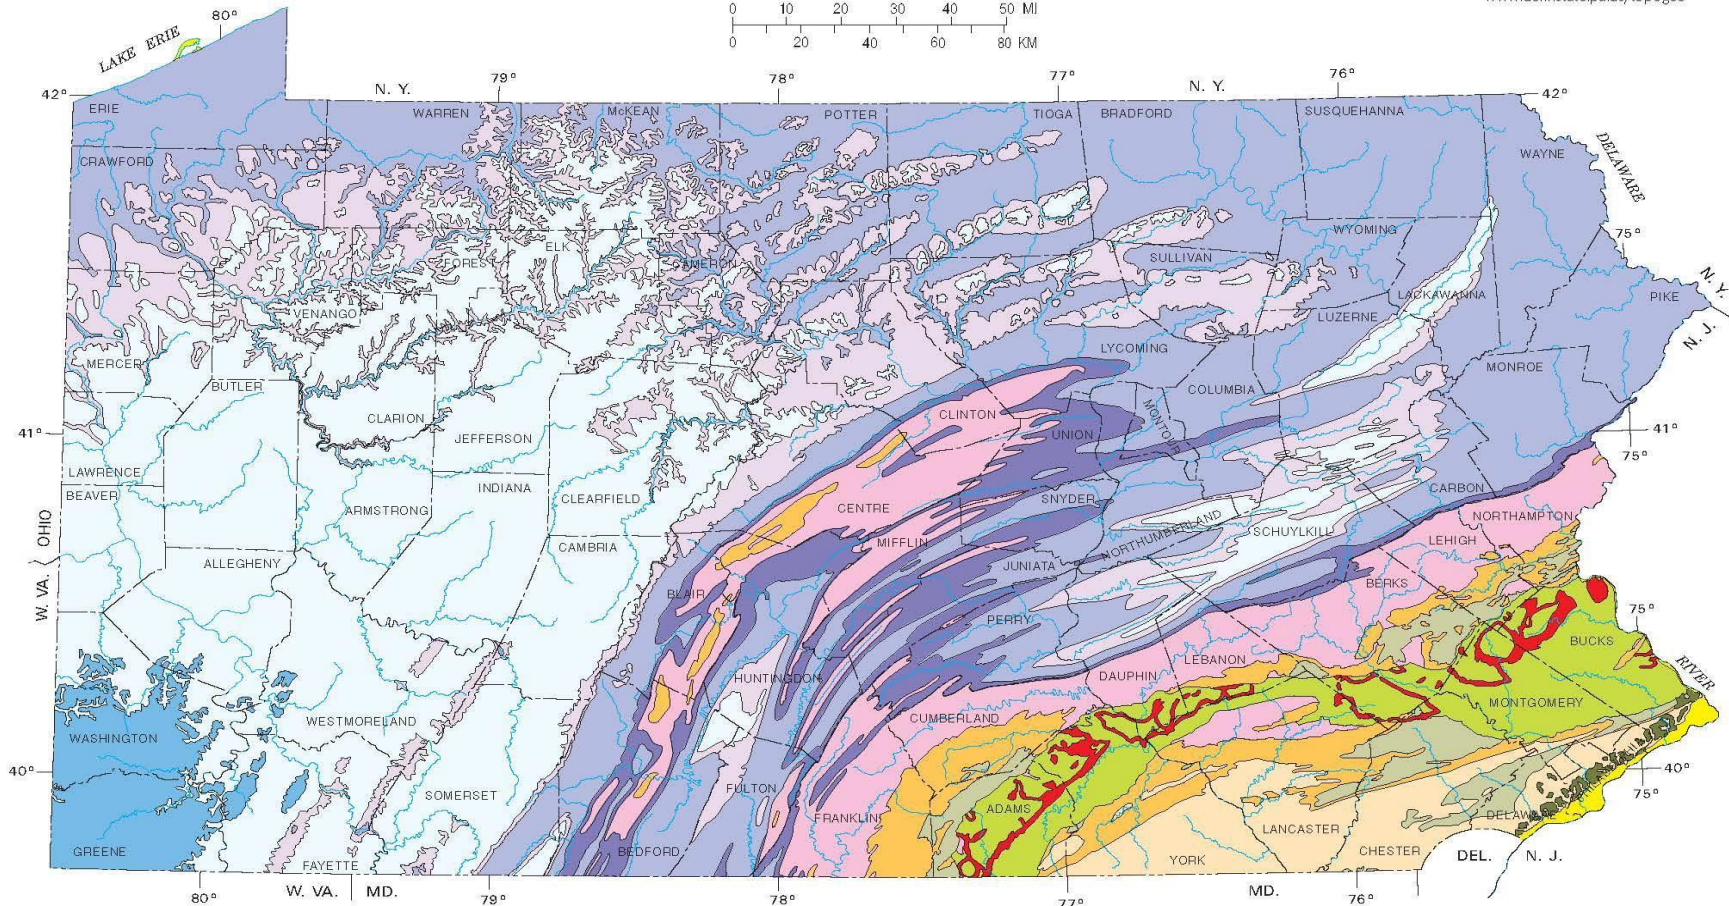 0 10 20 30 40 50 MI
0 20 40 60 80 KM
80°
LAKE ERIE
79°
78°
77°
76°
42°
N. Y.
N. Y.
42°
ERIE
WARREN
McKEAN
POTTER
TIOGA
BRADFORD
SUSQUEHANNA
WAYNE
DELAWARE
CRAWFORD
WYOMING
75°
ELK
FOREST
CAMERON
SULLIVAN
N. Y.
N. J.
LACKAWANNA
PIKE
VENANGO
LUZERNE
MERCER
LYCOMING
BUTLER
COLUMBIA
MONROE
CLARION
CLINTON
MONTOUR
41°
JEFFERSON
UNION
41°
75°
LAWRENCE
BEAVER
INDIANA
CLEARFIELD
CENTRE
SNYDER
CARBON
ARMSTRONG
NORTHUMBERLAND
NORTHAMPTON
OHIO
W. VA.
CAMBRIA
MIFFLIN
SCHUYLKILL
LEHIGH
ALLEGHENY
JUNIATA
BERKS
BLAIR
PERRY
75°
BUCKS
LEBANON
HUNTINGDON
DAUPHIN
RIVER
WESTMORELAND
CUMBERLAND
MONTGOMERY
WASHINGTON
40°
40°
75°
SOMERSET
FULTON
FRANKLIN
ADAMS
LANCASTER
DELAWARE
GREENE
FAYETTE
BEDFORD
YORK
CHESTER
DEL.
N. J.
80°
W. VA.
MD.
79°
78°
77°
MD.
76°